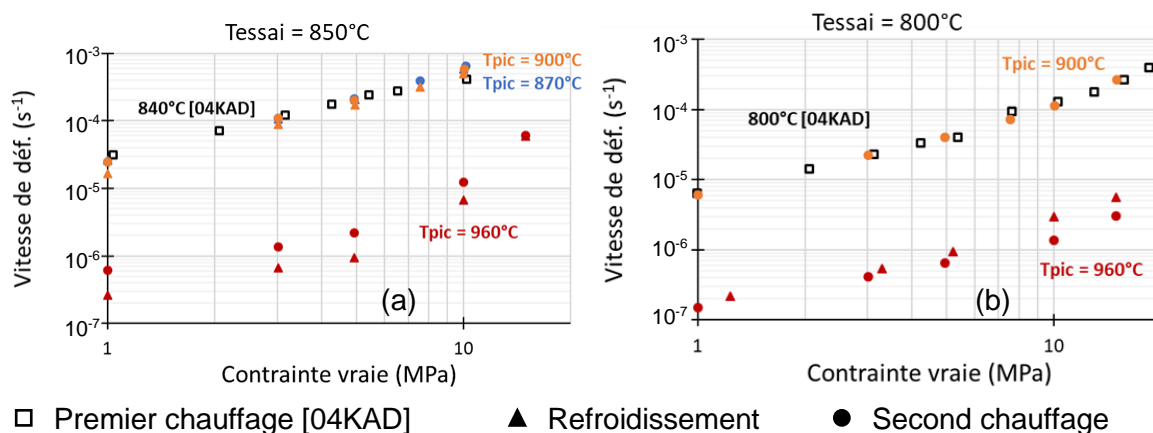 Tessai = 850°C
10⁻³
10⁻⁴
10⁻⁵
10⁻⁶
10⁻⁷
Vitesse de déf. (s⁻¹)
Tpic = 900°C
Tpic = 870°C
840°C [04KAD]
Tpic = 960°C
(a)
1
10
Contrainte vraie (MPa)
Tessai = 800°C
10⁻³
10⁻⁴
10⁻⁵
10⁻⁶
10⁻⁷
Vitesse de déf. (s⁻¹)
Tpic = 900°C
800°C [04KAD]
Tpic = 960°C
(b)
1
10
Contrainte vraie (MPa)
Premier chauffage [04KAD]
Refroidissement
Second chauffage